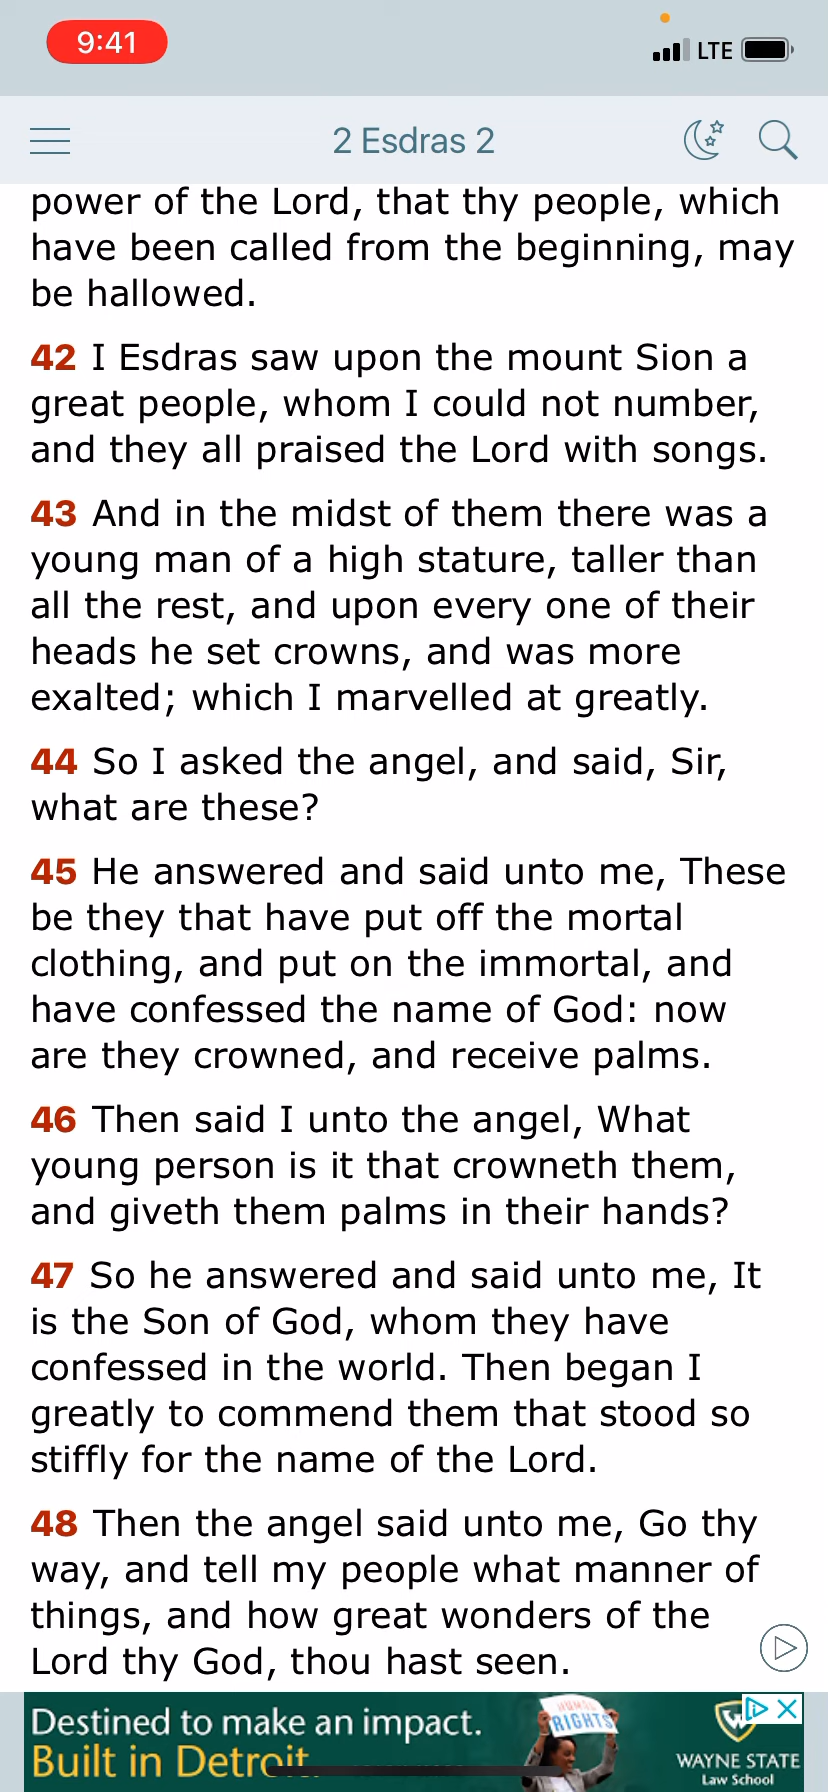 9:41
LTE
2 Esdras 2
power of the Lord, that thy people, which
have been called from the beginning, may
be hallowed.
42 I Esdras saw upon the mount Sion a
great people, whom I could not number,
and they all praised the Lord with songs.
43 And in the midst of them there was a
young man of a high stature, taller than
all the rest, and upon every one of their
heads he set crowns, and was more
exalted; which I marvelled at greatly.
44 So I asked the angel, and said, Sir,
what are these?
45 He answered and said unto me, These
be they that have put off the mortal
clothing, and put on the immortal, and
have confessed the name of God: now
are they crowned, and receive palms.
46 Then said I unto the angel, What
young person is it that crowneth them,
and giveth them palms in their hands?
47 So he answered and said unto me, It
is the Son of God, whom they have
confessed in the world. Then began I
greatly to commend them that stood so
stiffly for the name of the Lord.
48 Then the angel said unto me, Go thy
way, and tell my people what manner of
things, and how great wonders of the
Lord thy God, thou hast seen.
Destined to make an impact.
Built in Detroit.
HUMAN
RIGHTS
W
WAYNE STATE
Law School